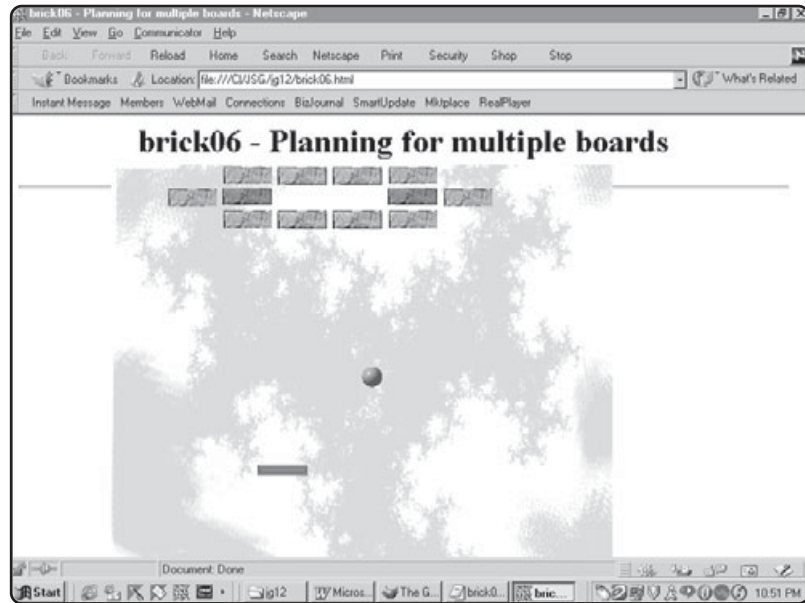 brick06 - Planning for multiple boards - Netscape
File Edit View Go Communicator Help
Back Forward Reload Home Search Netscape Print Security Shop Stop
Bookmarks Location: file:///C|/JSG/jg12/brick06.html What's Related
Instant Message Members WebMail Connections BizJournal SmartUpdate Mktplace RealPlayer
brick06 - Planning for multiple boards
Document: Done
Start jg12 Micros... The G... brick0... bric... 10:51 PM